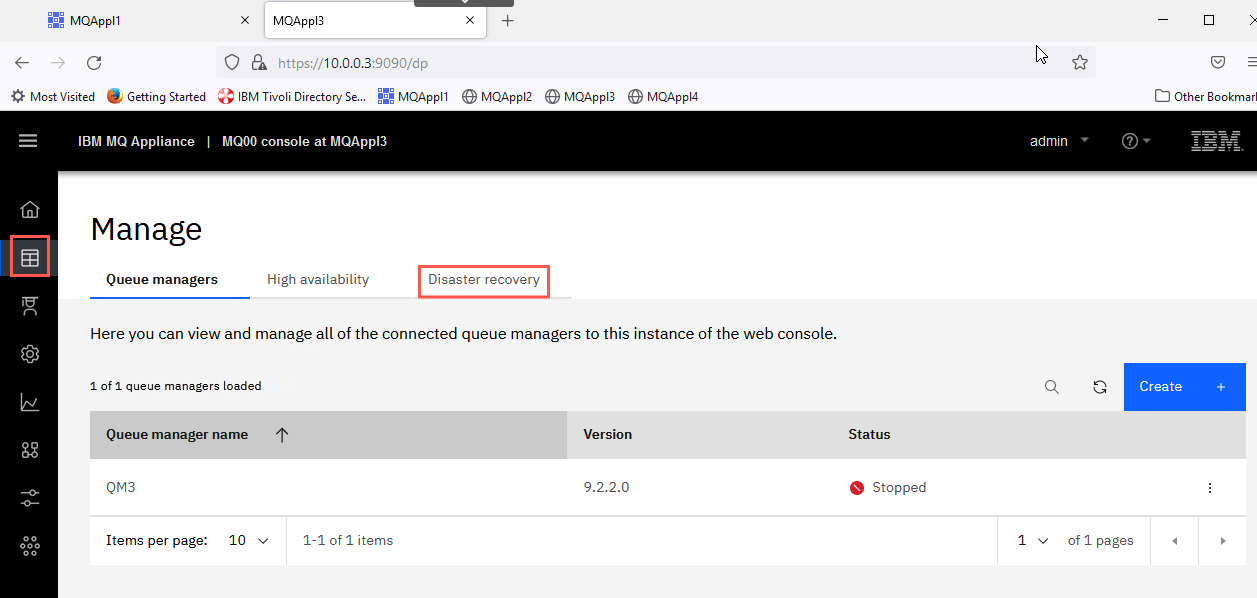 MQAppl1
MQAppl3
https://10.0.0.3:9090/dp
Most Visited Getting Started IBM Tivoli Directory Se... MQAppl1 MQAppl2 MQAppl3 MQAppl4 Other Bookmar
IBM MQ Appliance | MQ00 console at MQAppl3 admin IBM
Manage
Queue managers High availability Disaster recovery
Here you can view and manage all of the connected queue managers to this instance of the web console.
1 of 1 queue managers loaded
Create +
Queue manager name Version Status
QM3 9.2.2.0 Stopped
Items per page: 10 1-1 of 1 items 1 of 1 pages